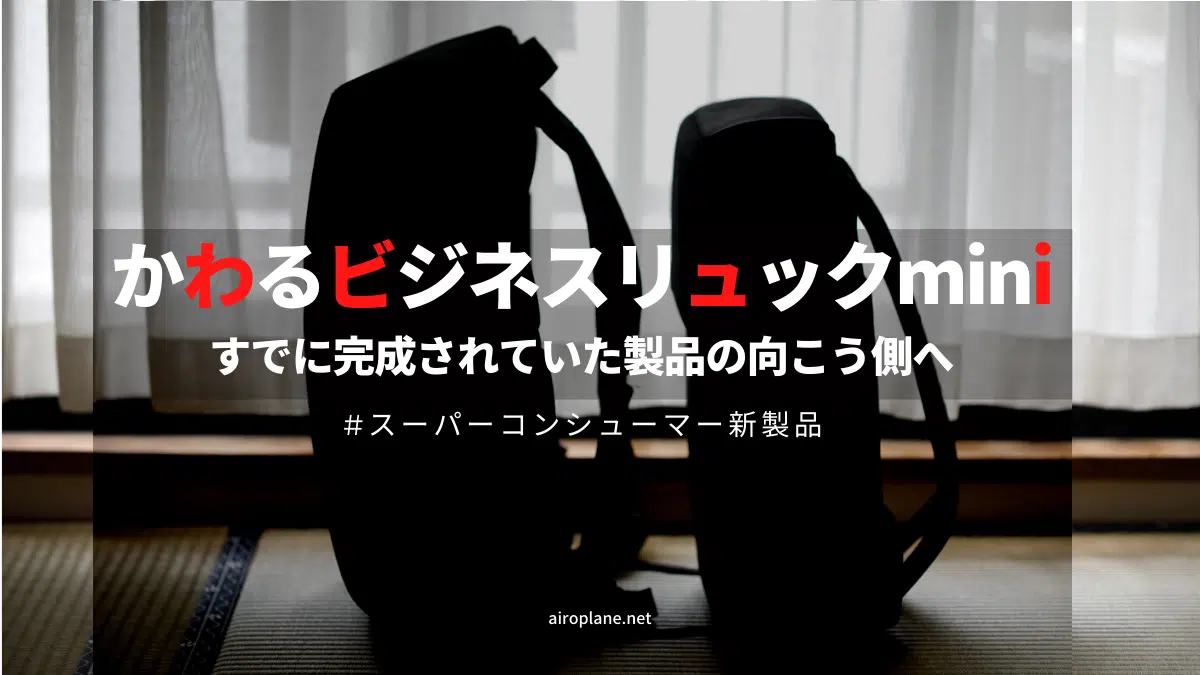 かわるビジネスリュックmini
すでに完成されていた製品の向こう側へ
#スーパーコンシューマー新製品
airoplane.net